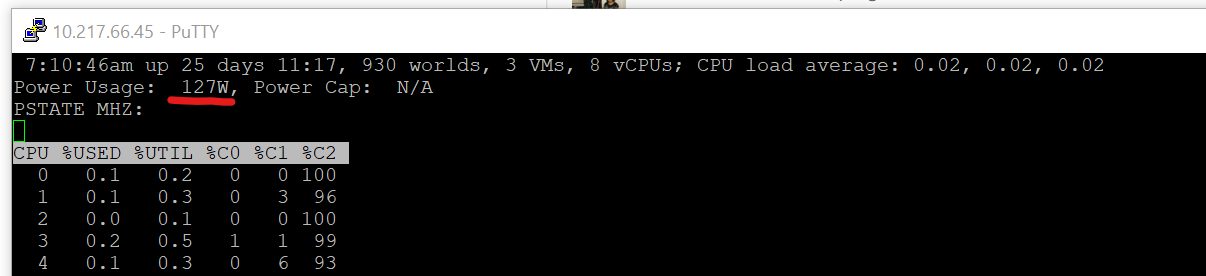 10.217.66.45 - PuTTY
7:10:46am up 25 days 11:17, 930 worlds, 3 VMs, 8 vCPUs; CPU load average: 0.02, 0.02, 0.02
Power Usage: 127W, Power Cap: N/A
PSTATE MHZ:
CPU %USED %UTIL %C0 %C1 %C2
0 0.1 0.2 0 0 100
1 0.1 0.3 0 3 96
2 0.0 0.1 0 0 100
3 0.2 0.5 1 1 99
4 0.1 0.3 0 6 93